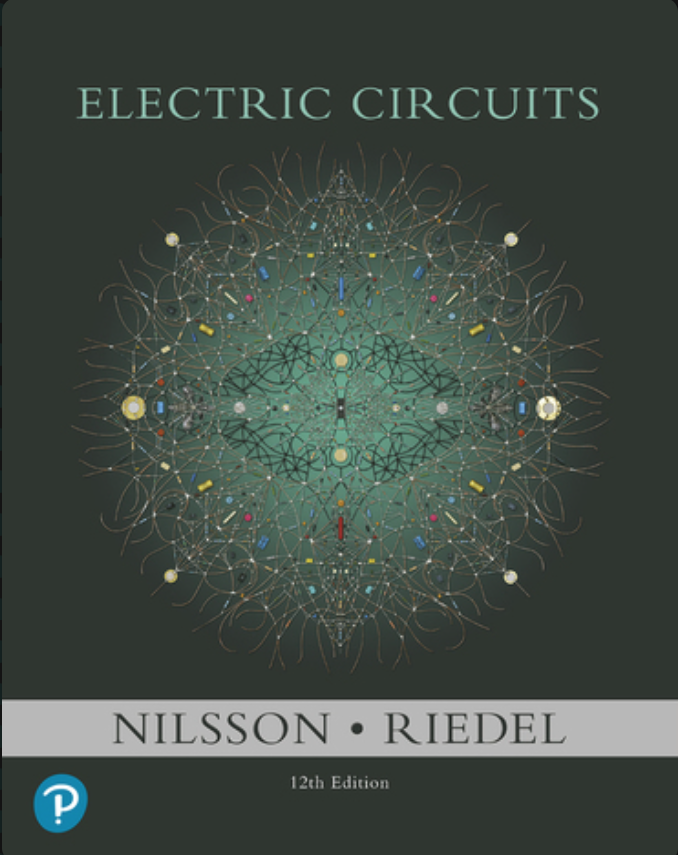 ELECTRIC CIRCUITS
NILSSON • RIEDEL
12th Edition
P